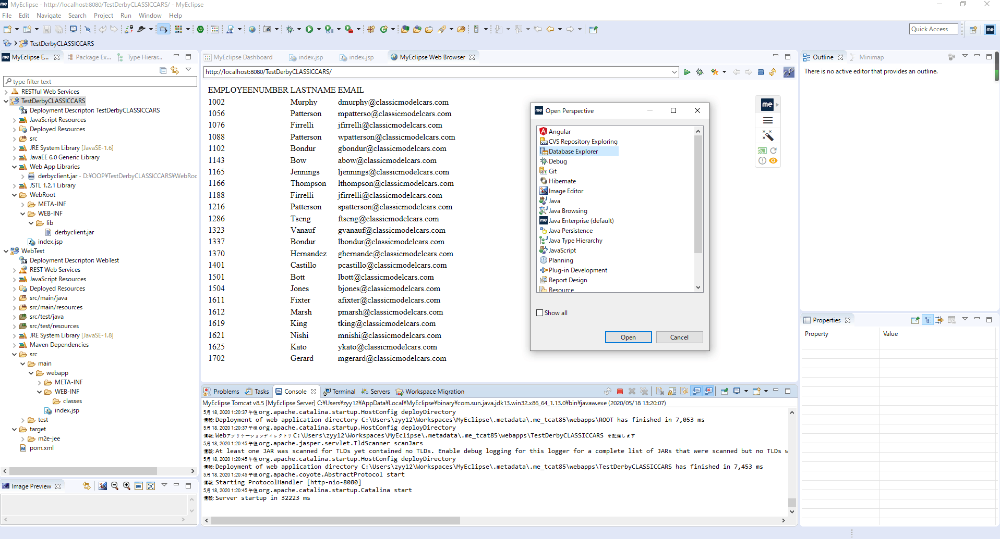 MyEclipse - http://localhost:8080/TestDerbyCLASSICCARS/ - MyEclipse
File Edit Navigate Search Project Run Window Help
Quick Access
TestDerbyCLASSICCARS
MyEclipse E...
Package Ex...
Type Hierar...
type filter text
RESTful Web Services
TestDerbyCLASSICCARS
Deployment Descriptor: TestDerbyCLASSICCARS
JavaScript Resources
Deployed Resources
src
JRE System Library [JavaSE-1.6]
JavaEE 6.0 Generic Library
Web App Libraries
derbyclient.jar - D:¥OOP¥TestDerbyCLASSICCARS¥WebRoc
JSTL 1.2.1 Library
WebRoot
META-INF
WEB-INF
lib
derbyclient.jar
index.jsp
WebTest
Deployment Descriptor: WebTest
REST Web Services
JavaScript Resources
Deployed Resources
src/main/java
src/main/resources
src/test/java
src/test/resources
JRE System Library [JavaSE-1.8]
Maven Dependencies
src
main
webapp
META-INF
WEB-INF
classes
index.jsp
test
target
m2e-jee
pom.xml
Image Preview
MyEclipse Dashboard
index.jsp
index.jsp
MyEclipse Web Browser
http://localhost:8080/TestDerbyCLASSICCARS/
EMPLOYEENUMBER LASTNAME EMAIL
1002 Murphy dmurphy@classicmodelcars.com
1056 Patterson mpatterso@classicmodelcars.com
1076 Firrelli jfirrelli@classicmodelcars.com
1088 Patterson wpatterson@classicmodelcars.com
1102 Bondur gbondur@classicmodelcars.com
1143 Bow abow@classicmodelcars.com
1165 Jennings ljennings@classicmodelcars.com
1166 Thompson lthompson@classicmodelcars.com
1188 Firrelli jfirrelli@classicmodelcars.com
1216 Patterson spatterson@classicmodelcars.com
1286 Tseng ftseng@classicmodelcars.com
1323 Vanauf gvanauf@classicmodelcars.com
1337 Bondur lbondur@classicmodelcars.com
1370 Hernandez ghernande@classicmodelcars.com
1401 Castillo pcastillo@classicmodelcars.com
1501 Bott lbott@classicmodelcars.com
1504 Jones bjones@classicmodelcars.com
1611 Fixter afixter@classicmodelcars.com
1612 Marsh pmarsh@classicmodelcars.com
1619 King tking@classicmodelcars.com
1621 Nishi mnishi@classicmodelcars.com
1625 Kato ykato@classicmodelcars.com
1702 Gerard mgerard@classicmodelcars.com
Open Perspective
Angular
CVS Repository Exploring
Database Explorer
Debug
Git
Hibernate
Image Editor
Java
Java Browsing
Java Enterprise (default)
Java Persistence
Java Type Hierarchy
JavaScript
Planning
Plug-in Development
Report Design
Resource
Show all
Open
Cancel
me
Outline
Minimap
There is no active editor that provides an outline.
Properties
Property
Value
Problems
Tasks
Console
Terminal
Servers
Workspace Migration
MyEclipse Tomcat v8.5 [MyEclipse Server] C:¥Users¥zyy12¥AppData¥Local¥MyEclipse¥binary¥com.sun.java.jdk13.win32.x86_64_1.13.0¥bin¥javaw.exe (2020/05/18 13:20:07)
5月 18, 2020 1:20:37 午後 org.apache.catalina.startup.HostConfig deployDirectory
情報: Deployment of web application directory C:\Users\zyy12\Workspaces\MyEclipse\.metadata\.me_tcat85\webapps\ROOT has finished in 7,053 ms
5月 18, 2020 1:20:37 午後 org.apache.catalina.startup.HostConfig deployDirectory
情報: Webアプリケーションディレクトリ C:\Users\zyy12\Workspaces\MyEclipse\.metadata\.me_tcat85\webapps\TestDerbyCLASSICCARS を配備します
5月 18, 2020 1:20:45 午後 org.apache.jasper.servlet.TldScanner scanJars
情報: At least one JAR was scanned for TLDs yet contained no TLDs. Enable debug logging for this logger for a complete list of JARs that were scanned but no TLDs w
5月 18, 2020 1:20:45 午後 org.apache.catalina.startup.HostConfig deployDirectory
情報: Deployment of web application directory C:\Users\zyy12\Workspaces\MyEclipse\.metadata\.me_tcat85\webapps\TestDerbyCLASSICCARS has finished in 7,453 ms
5月 18, 2020 1:20:45 午後 org.apache.coyote.AbstractProtocol start
情報: Starting ProtocolHandler [http-nio-8080]
5月 18, 2020 1:20:45 午後 org.apache.catalina.startup.Catalina start
情報: Server startup in 32223 ms